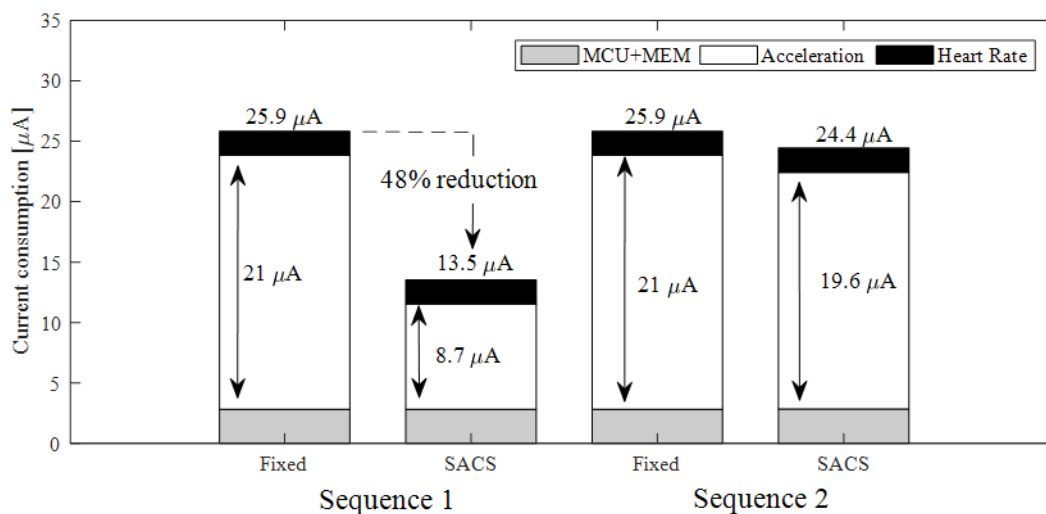 35
30
25
20
15
10
5
0
Current consumption [μA]
MCU+MEM Acceleration Heart Rate
25.9 μA
48% reduction
13.5 μA
25.9 μA
24.4 μA
21 μA
8.7 μA
21 μA
19.6 μA
Fixed SACS Fixed SACS
Sequence 1 Sequence 2